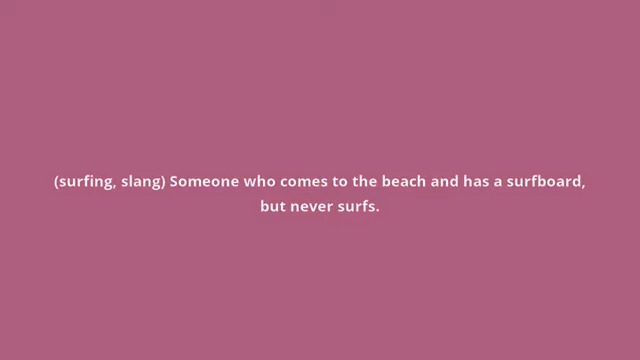 (surfing, slang) Someone who comes to the beach and has a surfboard,
but never surfs.